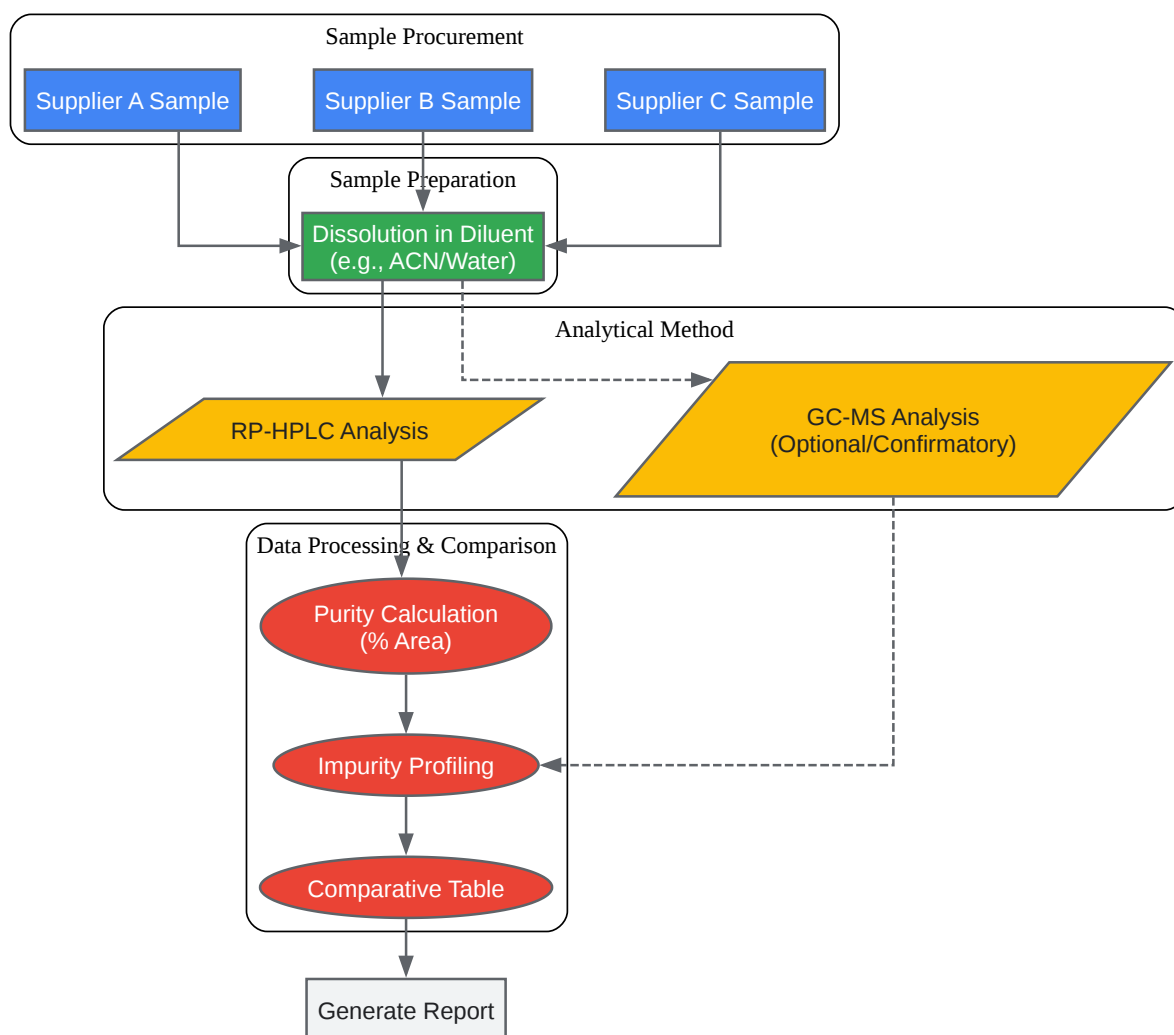 Sample Procurement
Supplier A Sample
Supplier B Sample
Supplier C Sample
Sample Preparation
Dissolution in Diluent
(e.g., ACN/Water)
Analytical Method
RP-HPLC Analysis
GC-MS Analysis
(Optional/Confirmatory)
Data Processing & Comparison
Purity Calculation
(% Area)
Impurity Profiling
Comparative Table
Generate Report